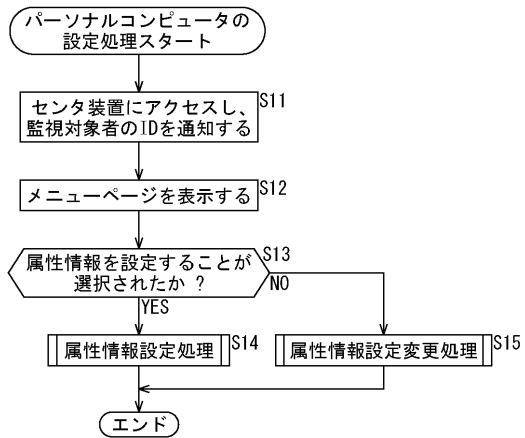 パーソナルコンピュータの
設定処理スタート
センタ装置にアクセスし、
監視対象者のIDを通知する
S11
メニューページを表示する
S12
属性情報を設定することが
選択されたか ?
S13
NO
YES
属性情報設定処理
S14
属性情報設定変更処理
S15
エンド